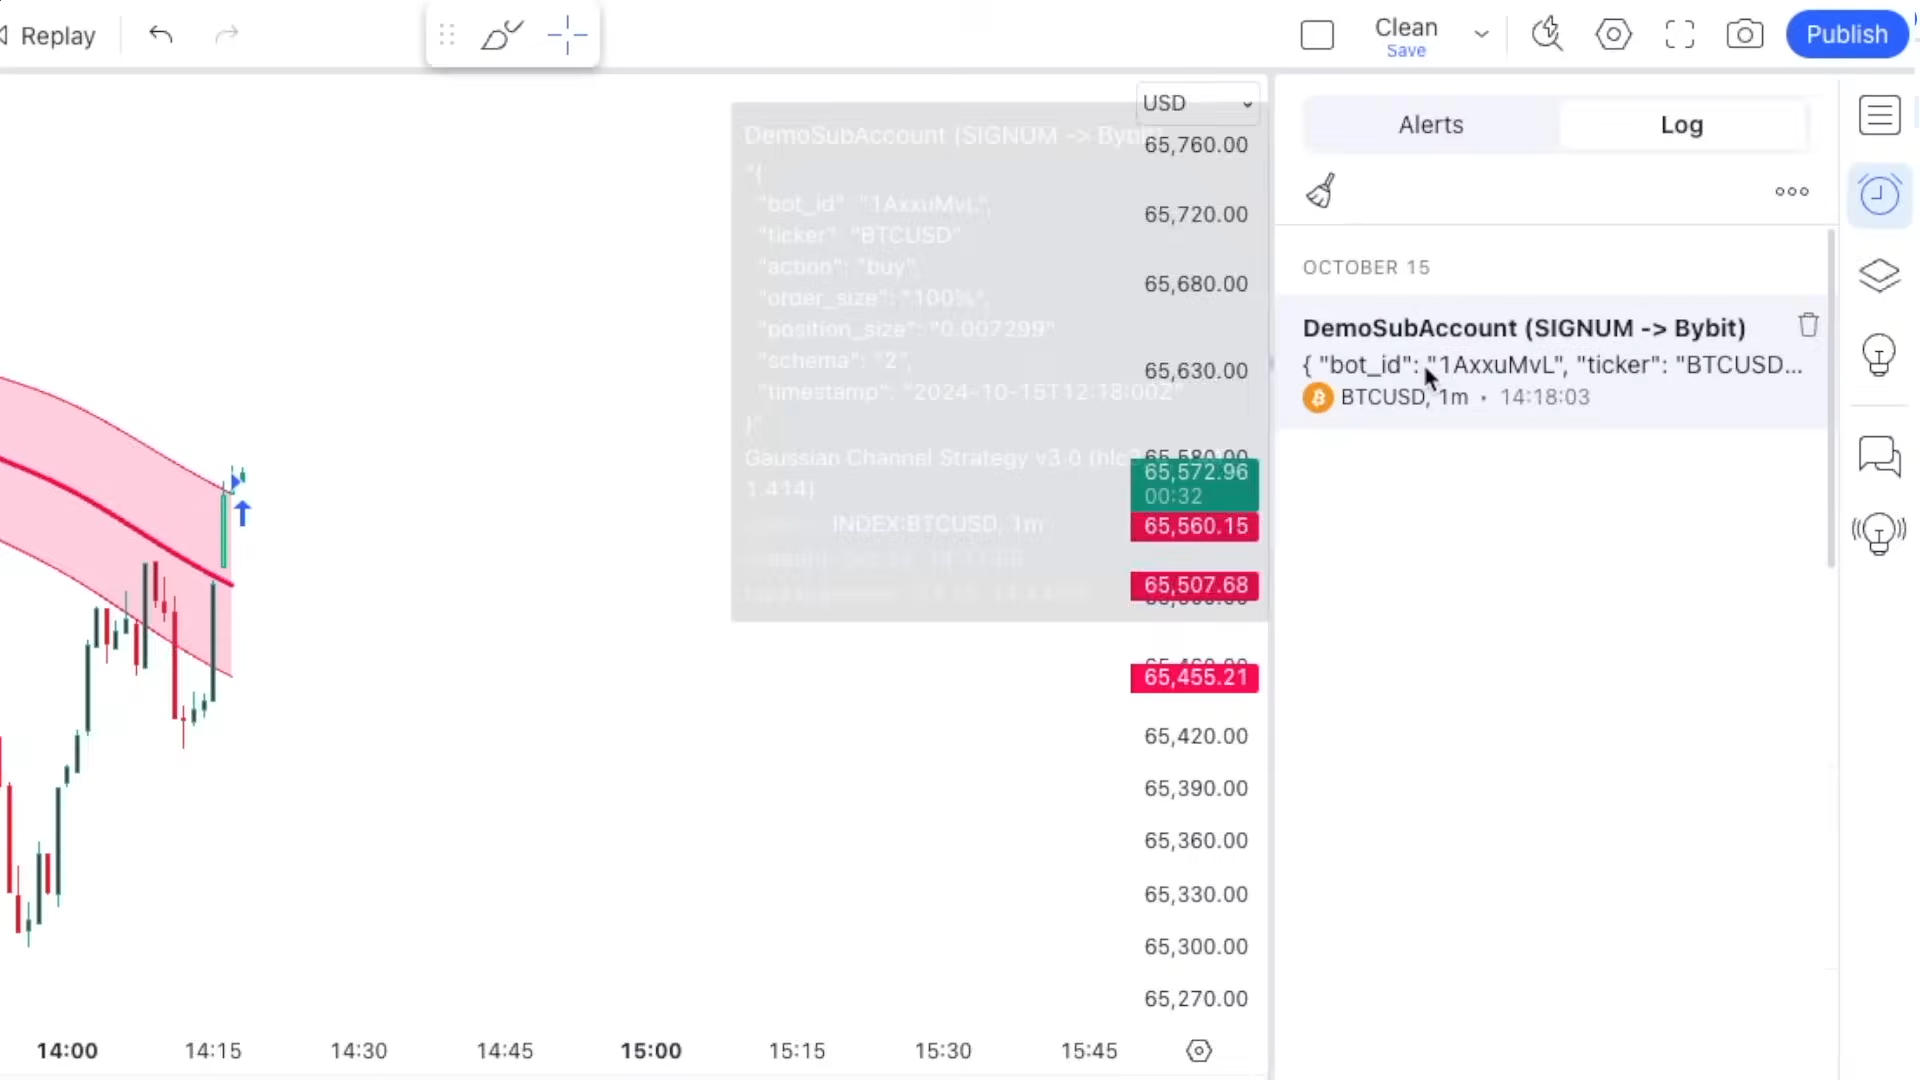 Replay
Clean
Save
Publish
USD
65,760.00
65,720.00
65,680.00
65,630.00
65,572.96
00:32
65,560.15
65,507.68
65,455.21
65,420.00
65,390.00
65,360.00
65,330.00
65,300.00
65,270.00
DemoSubAccount (SIGNUM -> Bybit)
"{
"bot_id": "1AxxuMvL",
"ticker": "BTCUSD"
"action": "buy",
"order_size": "100%",
"position_size": "0.007299"
"schema": "2",
"timestamp": "2024-10-15T12:18:00Z"
}"
Gaussian Channel Strategy v3.0 (hlc
1.414)
INDEX:BTCUSD, 1m
Alerts
Log
OCTOBER 15
DemoSubAccount (SIGNUM -> Bybit)
{ "bot_id": "1AxxuMvL", "ticker": "BTCUSD...
BTCUSD, 1m • 14:18:03
14:00
14:15
14:30
14:45
15:00
15:15
15:30
15:45